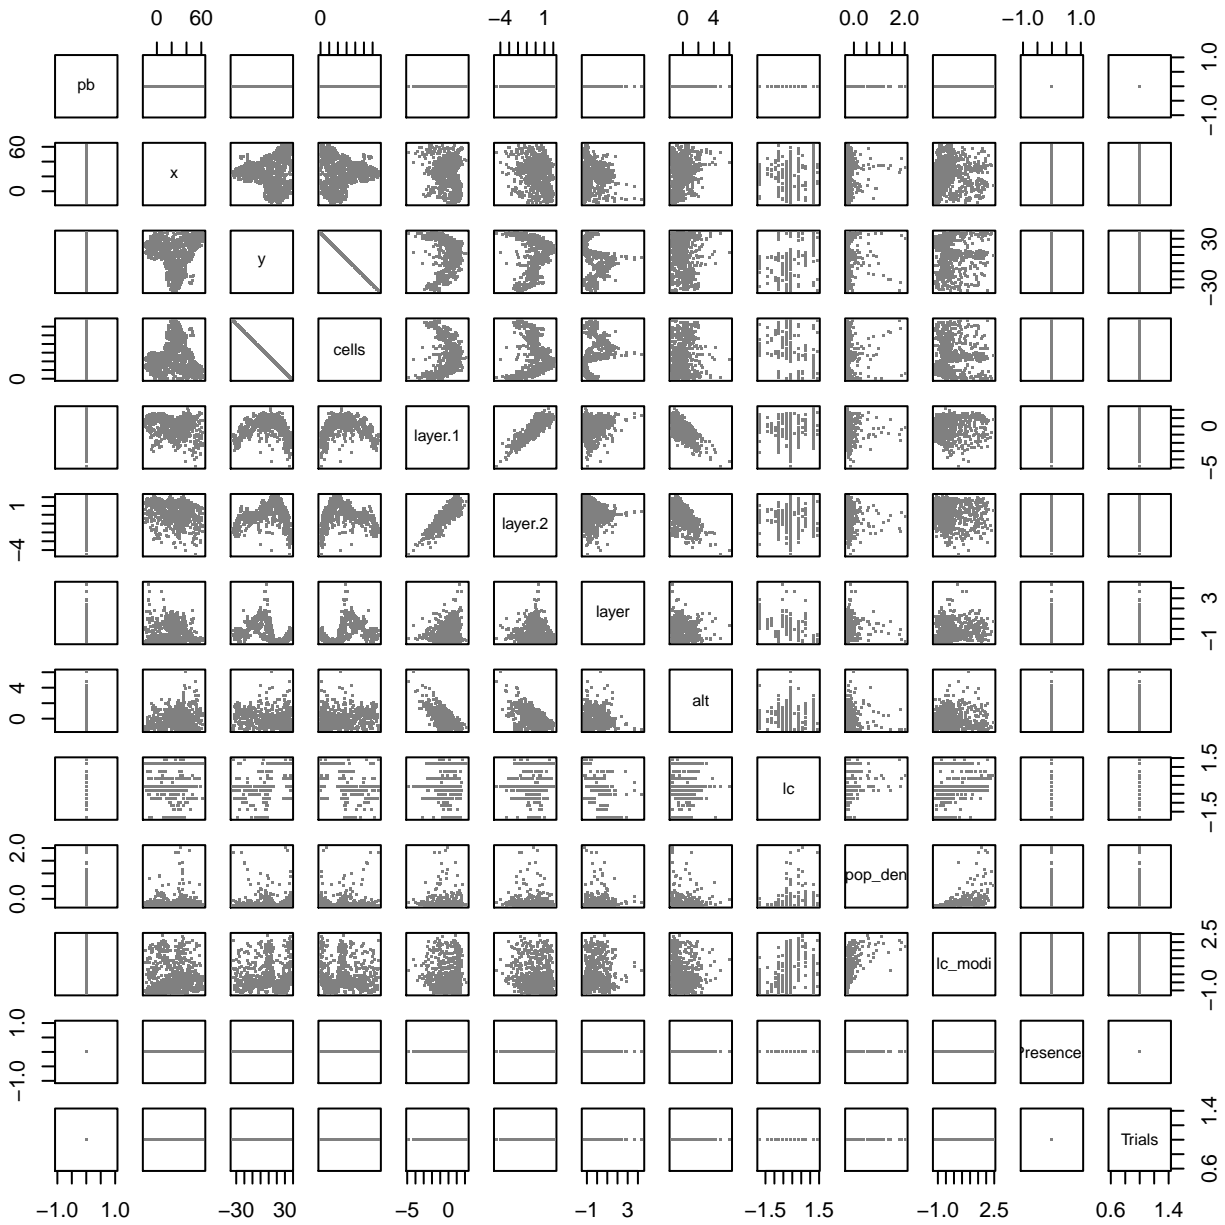 0 60 0 −4 1 0 4 0.0 2.0 −1.0 1.0
pb −1.0 1.0
0 60 x
y −30 30
0 cells
layer.1 −5 0
−4 1 layer.2
layer −1 3
0 4 alt
lc −1.5 1.5
0.0 2.0 pop_den
lc_modi −1.0 2.5
−1.0 1.0 Presence
Trials 0.6 1.4
−1.0 1.0 −30 30 −5 0 −1 3 −1.5 1.5 −1.0 2.5 0.6 1.4